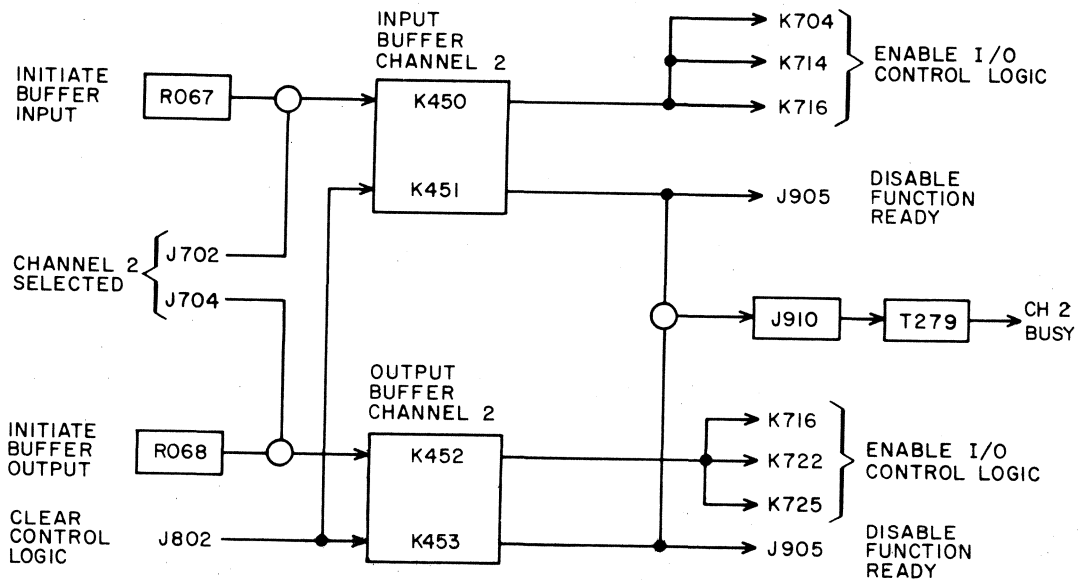 INPUT
BUFFER
CHANNEL 2
INITIATE
BUFFER
INPUT
R067
K450
K451
K704
K714
K716
ENABLE I/O
CONTROL LOGIC
J905
DISABLE
FUNCTION
READY
CHANNEL 2
SELECTED
J702
J704
J910
T279
CH 2
BUSY
OUTPUT
BUFFER
CHANNEL 2
INITIATE
BUFFER
OUTPUT
R068
K452
K453
K716
K722
K725
ENABLE I/O
CONTROL LOGIC
CLEAR
CONTROL
LOGIC
J802
J905
DISABLE
FUNCTION
READY